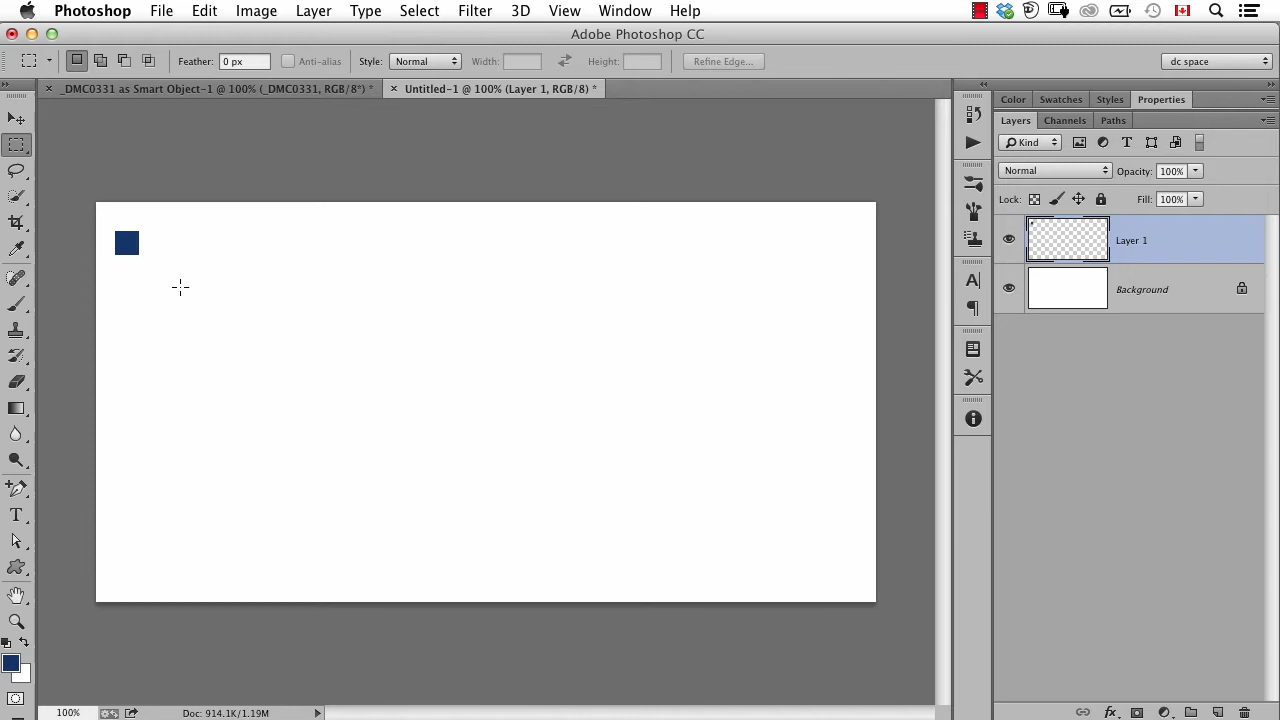 Photoshop File Edit Image Layer Type Select Filter 3D View Window Help
Adobe Photoshop CC
Feather: 0 px Anti-alias Style: Normal Width: Height: Refine Edge... dc space
_DMC0331 as Smart Object-1 @ 100% (_DMC0331, RGB/8*) * Untitled-1 @ 100% (Layer 1, RGB/8) *
Color Swatches Styles Properties
Layers Channels Paths
Kind T
Normal Opacity: 100%
Lock: Fill: 100%
Layer 1
Background
A
T
fx
100% Doc: 914.1K/1.19M